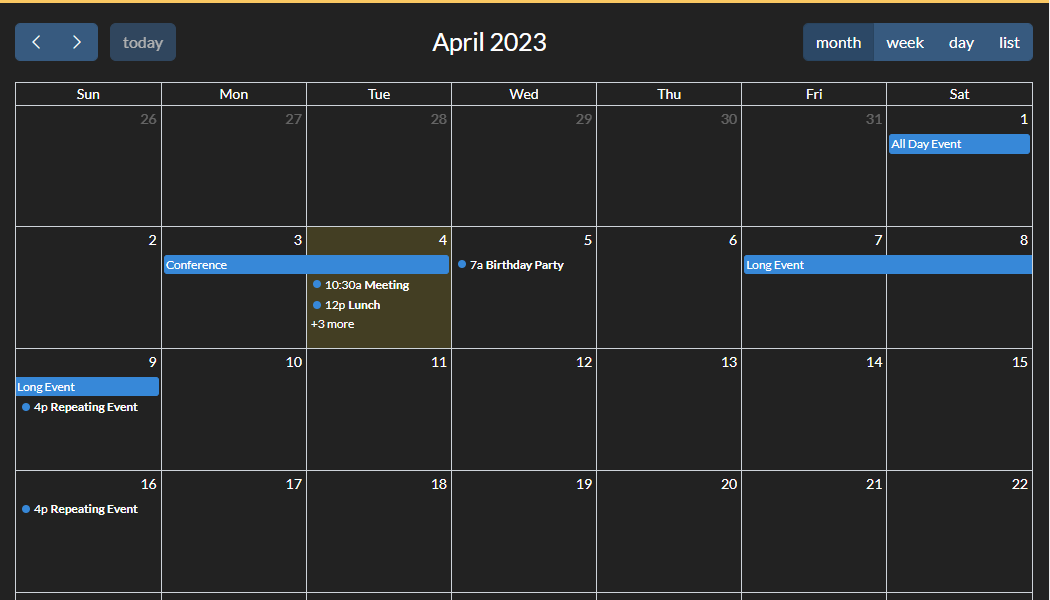 today
April 2023
month week day list
Sun Mon Tue Wed Thu Fri Sat
26 27 28 29 30 31 1
All Day Event
2 3 4 5 6 7 8
Conference 7a Birthday Party Long Event
10:30a Meeting
12p Lunch
+3 more
9 10 11 12 13 14 15
Long Event
4p Repeating Event
16 17 18 19 20 21 22
4p Repeating Event